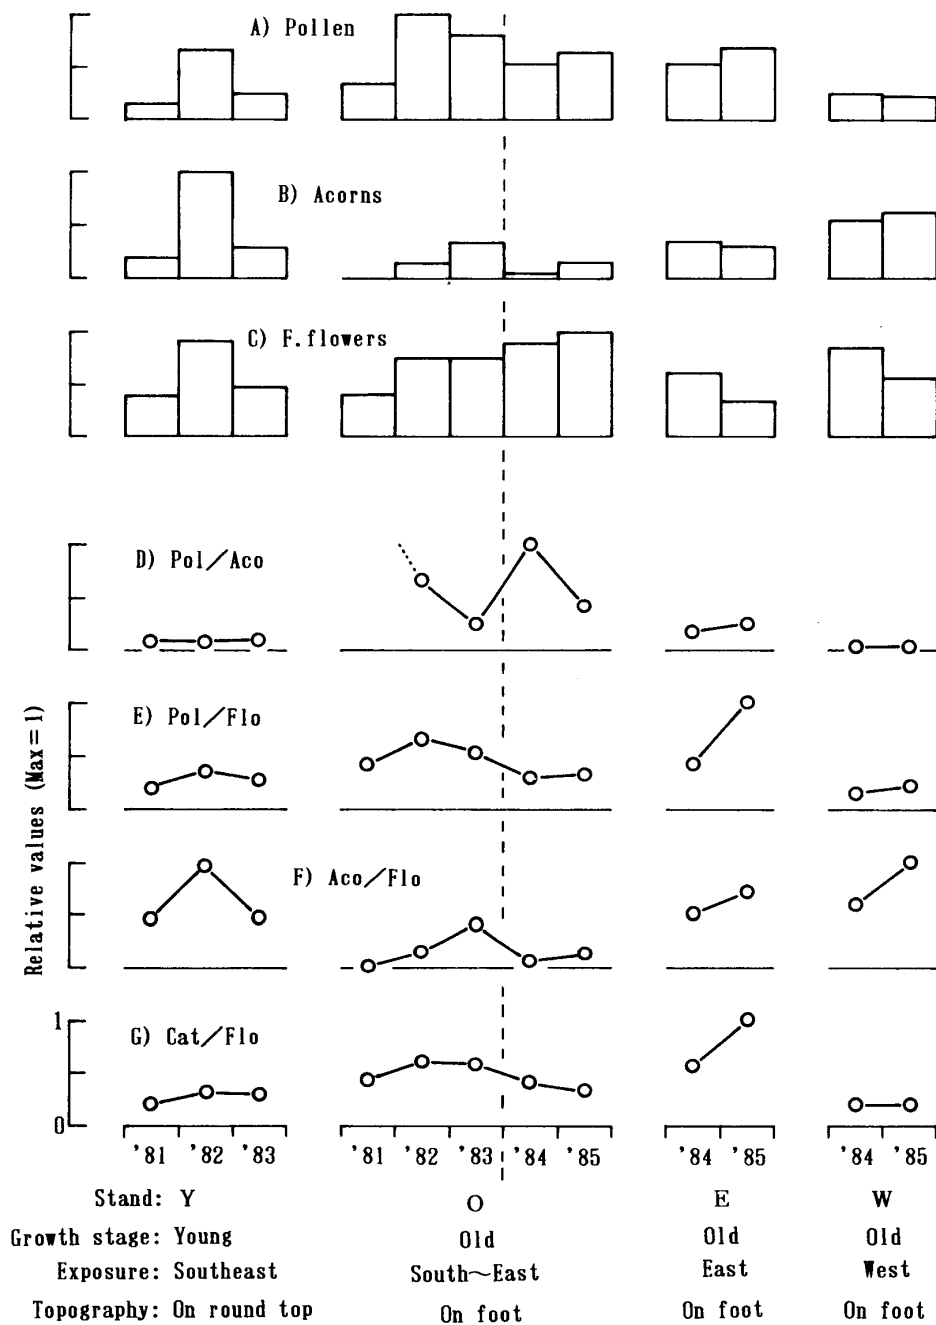 A) Pollen
B) Acorns
C) F.flowers
D) Pol/Aco
E) Pol/Flo
F) Aco/Flo
G) Cat/Flo
Relative values (Max=1)
1
0.5
0
'81 '82 '83 '81 '82 '83 '84 '85 '84 '85 '84 '85
Stand: Y O E W
Growth stage: Young Old Old Old
Exposure: Southeast South~East East West
Topography: On round top On foot On foot On foot